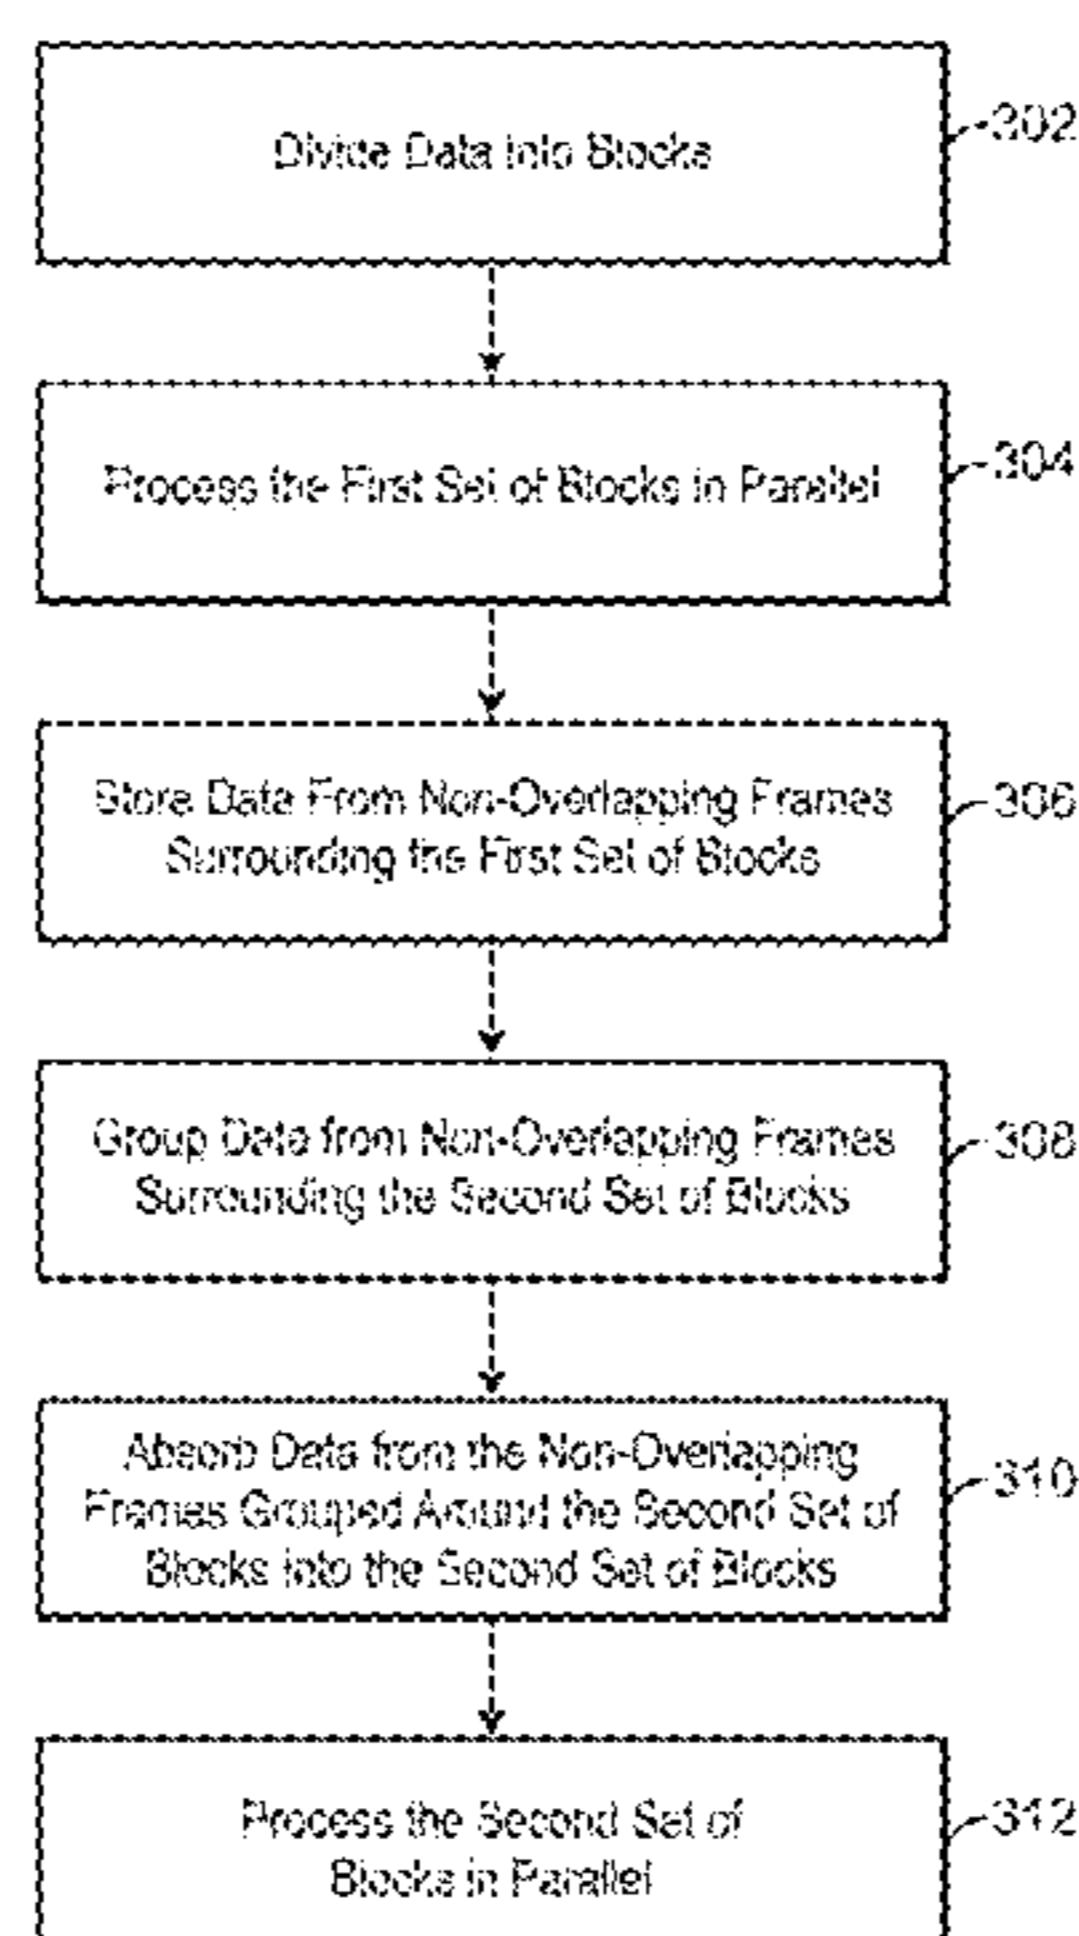 Divide Data into Blocks
302
Process the First Set of Blocks in Parallel
304
Store Data From Non-Overlapping Frames
Surrounding the First Set of Blocks
306
Group Data from Non-Overlapping Frames
Surrounding the Second Set of Blocks
308
Absorb Data from the Non-Overlapping
Frames Grouped Around the Second Set of
Blocks into the Second Set of Blocks
310
Process the Second Set of
Blocks in Parallel
312